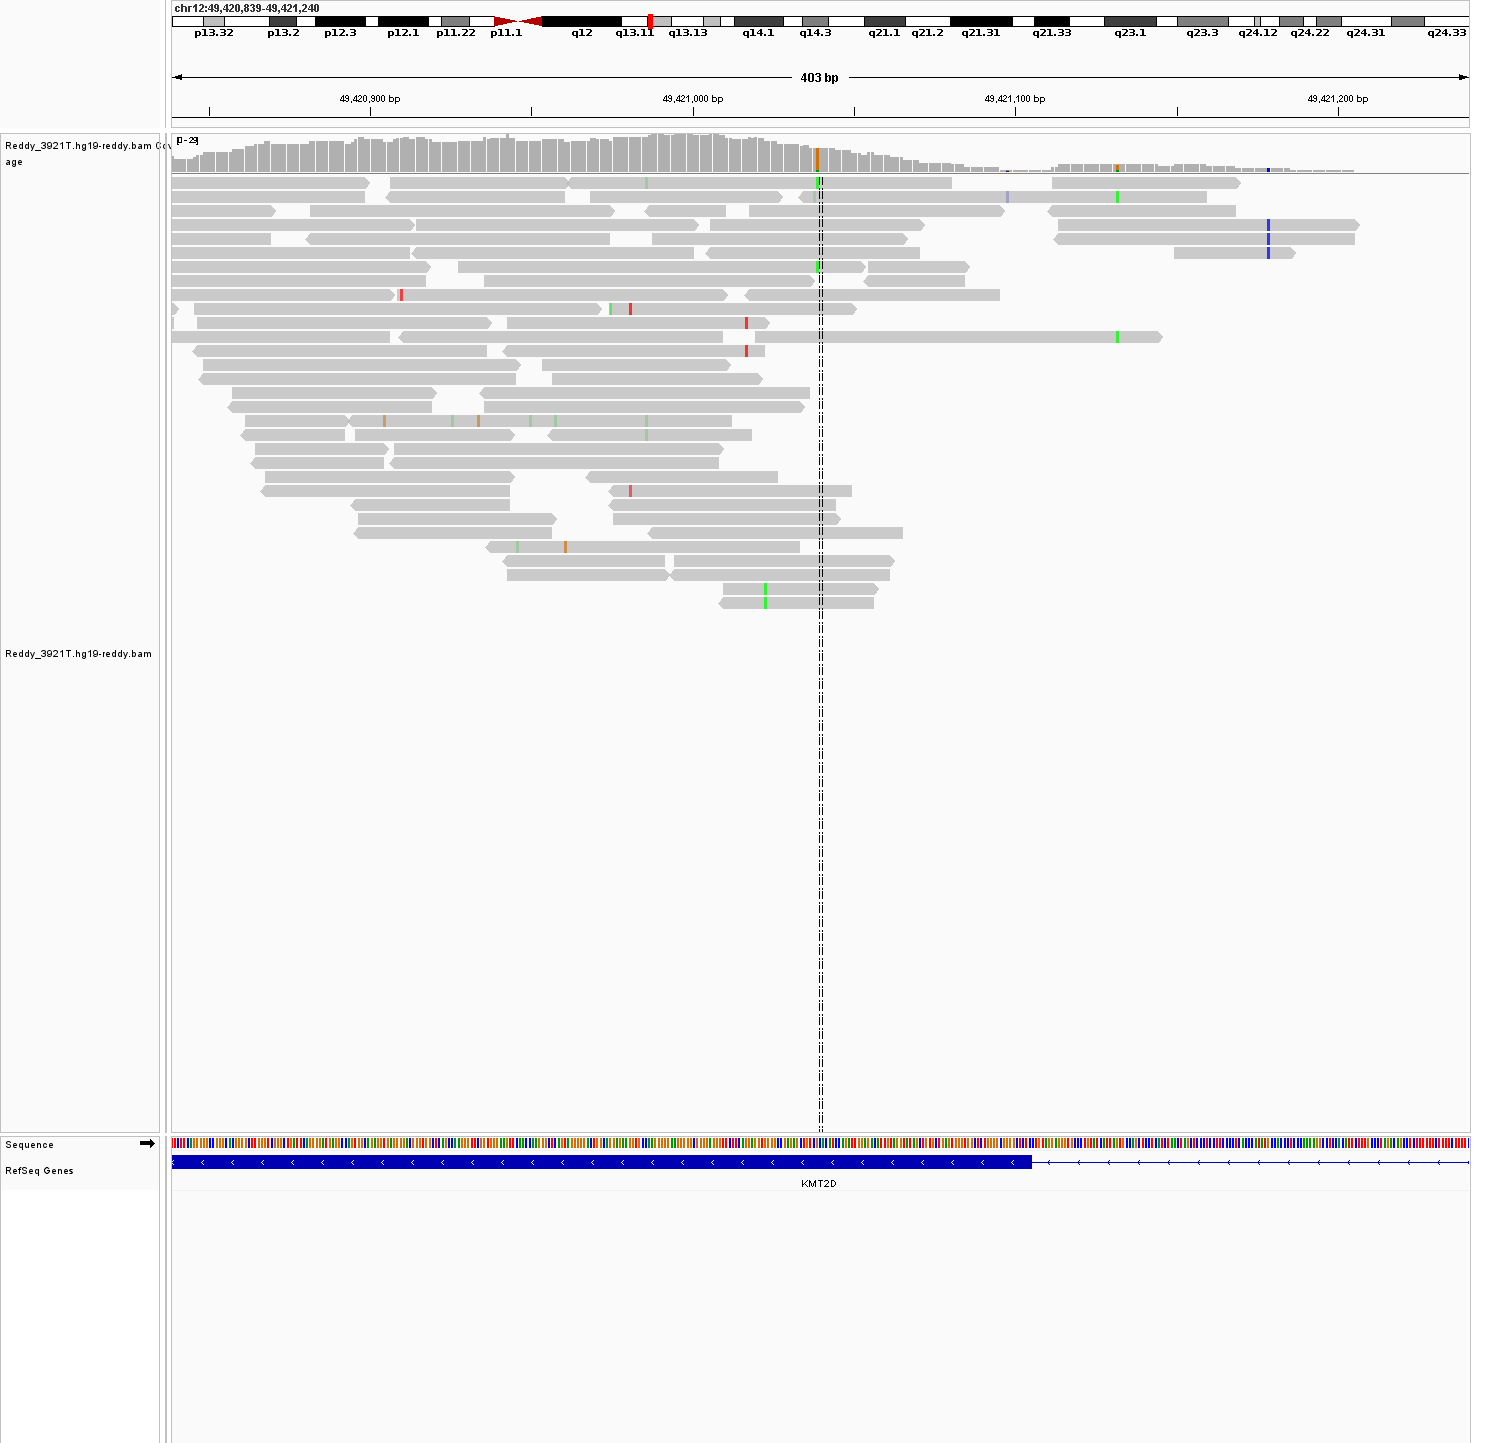 chr12:49,420,839-49,421,240
p13.32 p13.2 p12.3 p12.1 p11.22 p11.1 q12 q13.11 q13.13 q14.1 q14.3 q21.1 q21.2 q21.31 q21.33 q23.1 q23.3 q24.12 q24.22 q24.31 q24.33
403 bp
49,420,900 bp 49,421,000 bp 49,421,100 bp 49,421,200 bp
[0 - 29]
Reddy_3921T.hg19-reddy.bam Cov
age
Reddy_3921T.hg19-reddy.bam
Sequence
RefSeq Genes
KMT2D